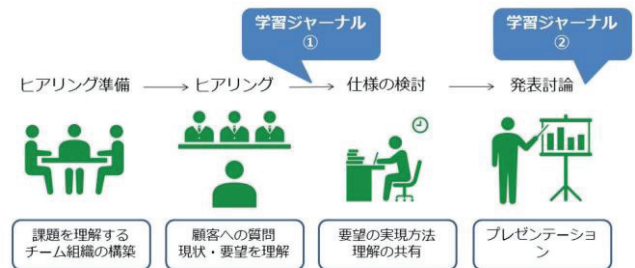 学習ジャーナル
①
学習ジャーナル
②
ヒアリング準備
ヒアリング
仕様の検討
発表討論
課題を理解する
チーム組織の構築
顧客への質問
現状・要望を理解
要望の実現方法
理解の共有
プレゼンテーショ
ン